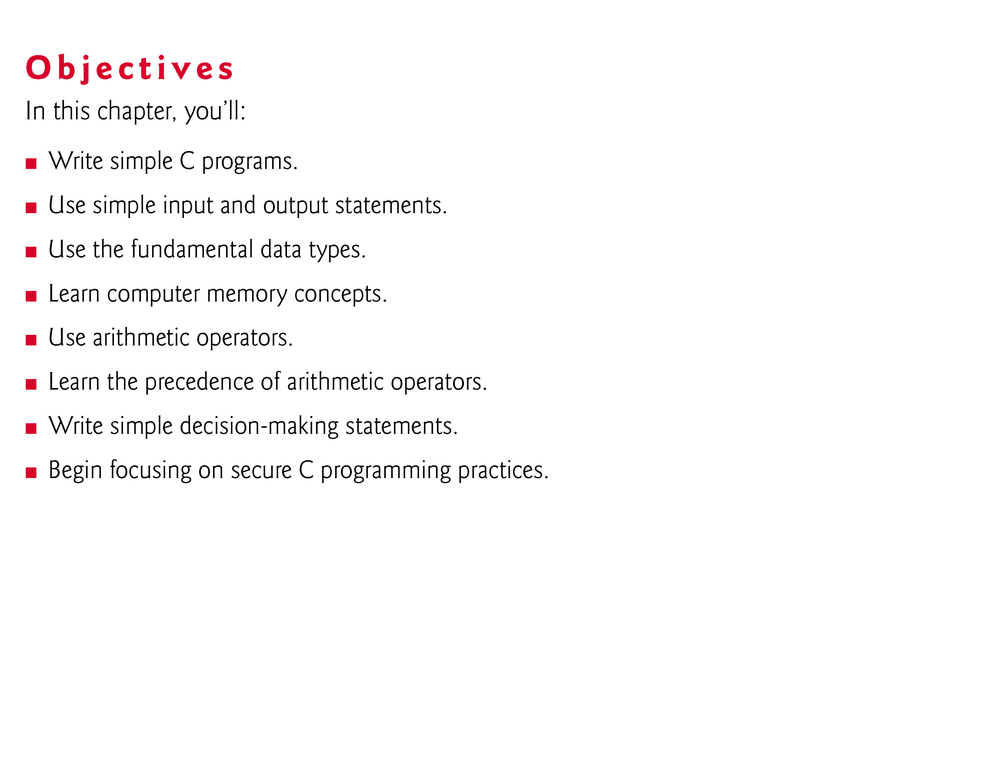 Objectives
In this chapter, you’ll:
■ Write simple C programs.
■ Use simple input and output statements.
■ Use the fundamental data types.
■ Learn computer memory concepts.
■ Use arithmetic operators.
■ Learn the precedence of arithmetic operators.
■ Write simple decision-making statements.
■ Begin focusing on secure C programming practices.